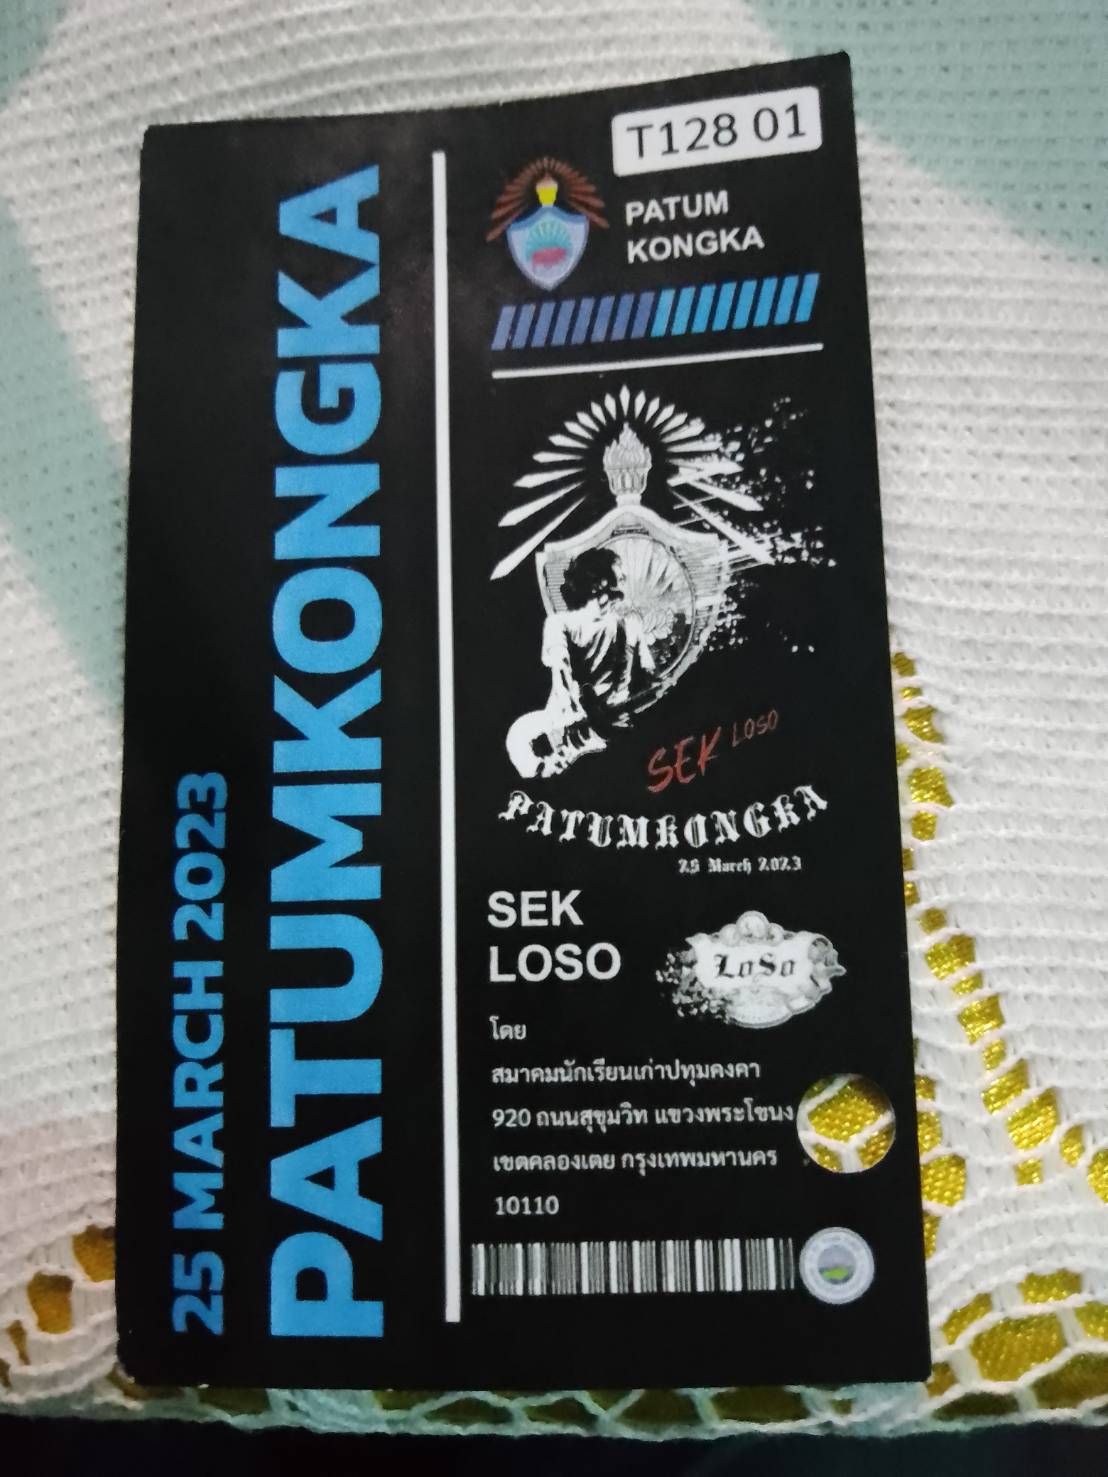 25 MARCH 2023
PATUMKONGKA
T128 01
PATUM
KONGKA
SEK LOSO
PATUMKONGKA
25 March 2023
SEK
LOSO
LoSo
โดย
สมาคมนักเรียนเก่าปทุมคงคา
920 ถนนสุขุมวิท แขวงพระโขนง
เขตคลองเตย กรุงเทพมหานคร
10110